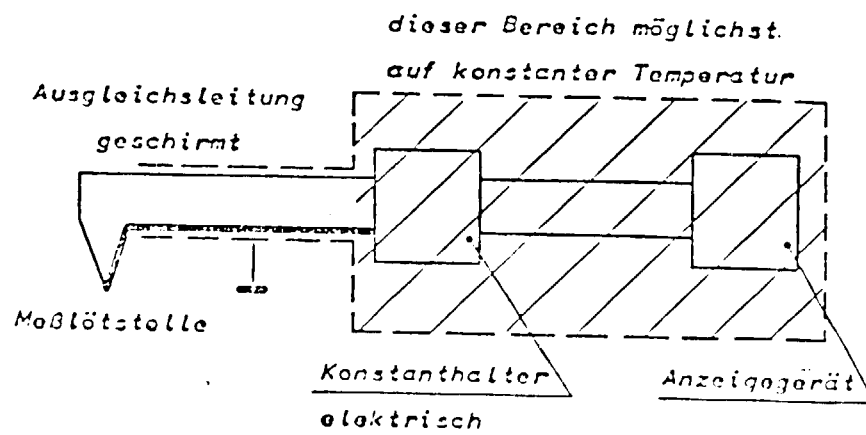 dieser Bereich möglichst.
auf konstanter Temperatur
Ausgleichsleitung
geschirmt
Meßlötstelle
Konstanthalter
elektrisch
Anzeigegerät